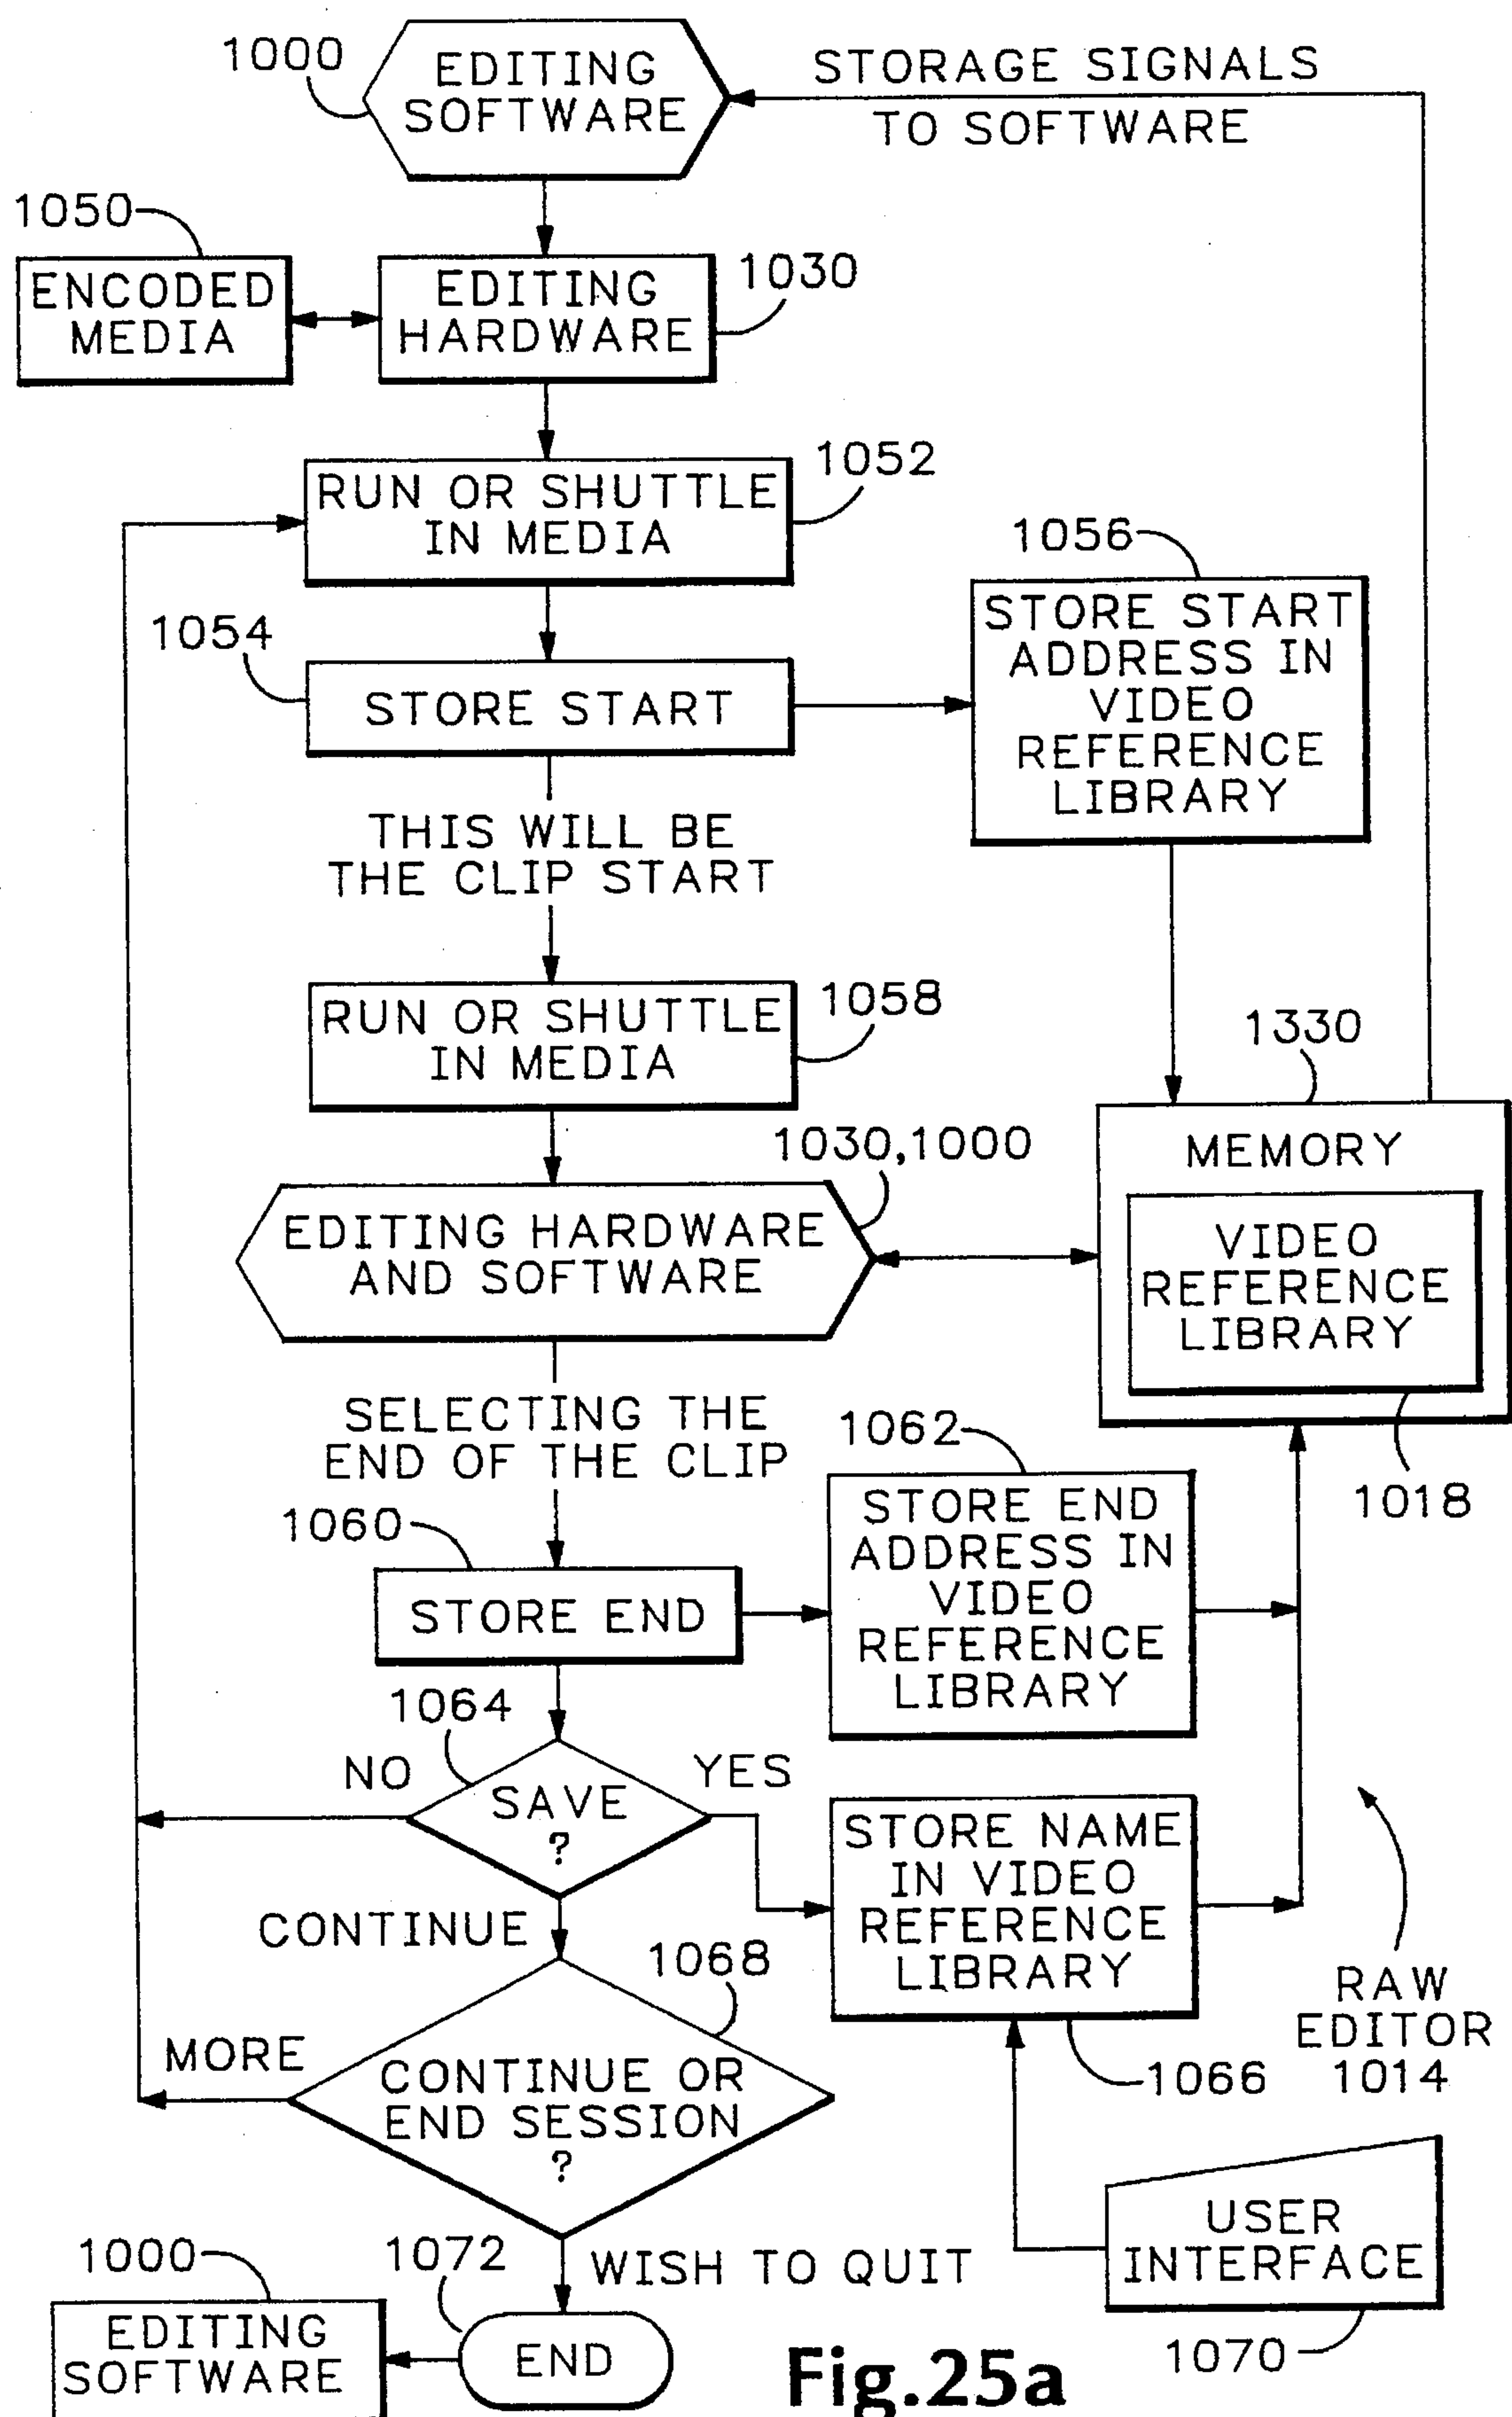 1000
EDITING
SOFTWARE
STORAGE SIGNALS
TO SOFTWARE
1050
ENCODED
MEDIA
EDITING
HARDWARE
1030
RUN OR SHUTTLE
IN MEDIA
1052
1054
STORE START
1056
STORE START
ADDRESS IN
VIDEO
REFERENCE
LIBRARY
THIS WILL BE
THE CLIP START
RUN OR SHUTTLE
IN MEDIA
1058
1330
MEMORY
VIDEO
REFERENCE
LIBRARY
1018
1030,1000
EDITING HARDWARE
AND SOFTWARE
SELECTING THE
END OF THE CLIP
1060
STORE END
1062
STORE END
ADDRESS IN
VIDEO
REFERENCE
LIBRARY
1064
NO
SAVE
?
YES
STORE NAME
IN VIDEO
REFERENCE
LIBRARY
1066
CONTINUE
1068
MORE
CONTINUE OR
END SESSION
?
RAW
EDITOR
1014
USER
INTERFACE
1070
WISH TO QUIT
1072
END
1000
EDITING
SOFTWARE
Fig.25a